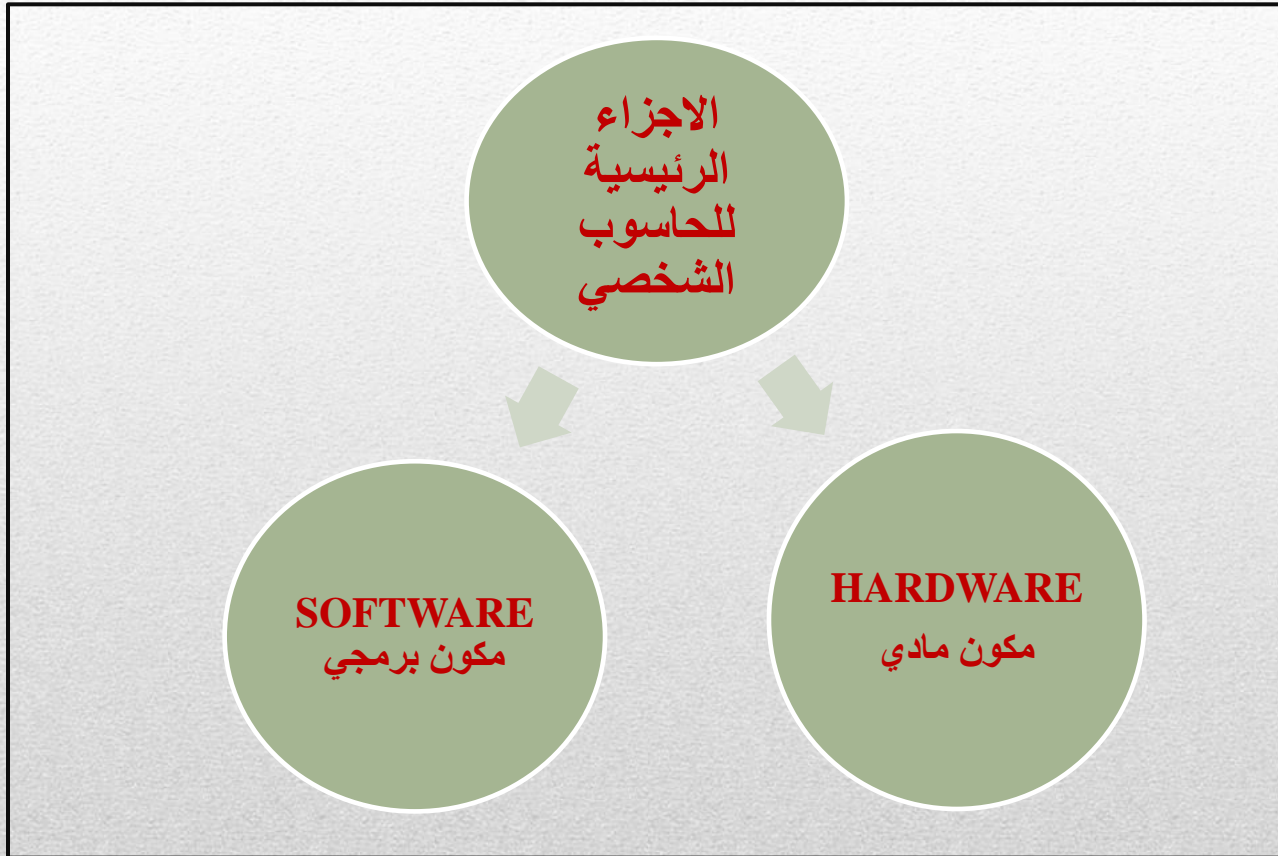 الاجزاء
الرئيسية
للحاسوب
الشخصي
HARDWARE
مكون مادي
SOFTWARE
مكون برمجي